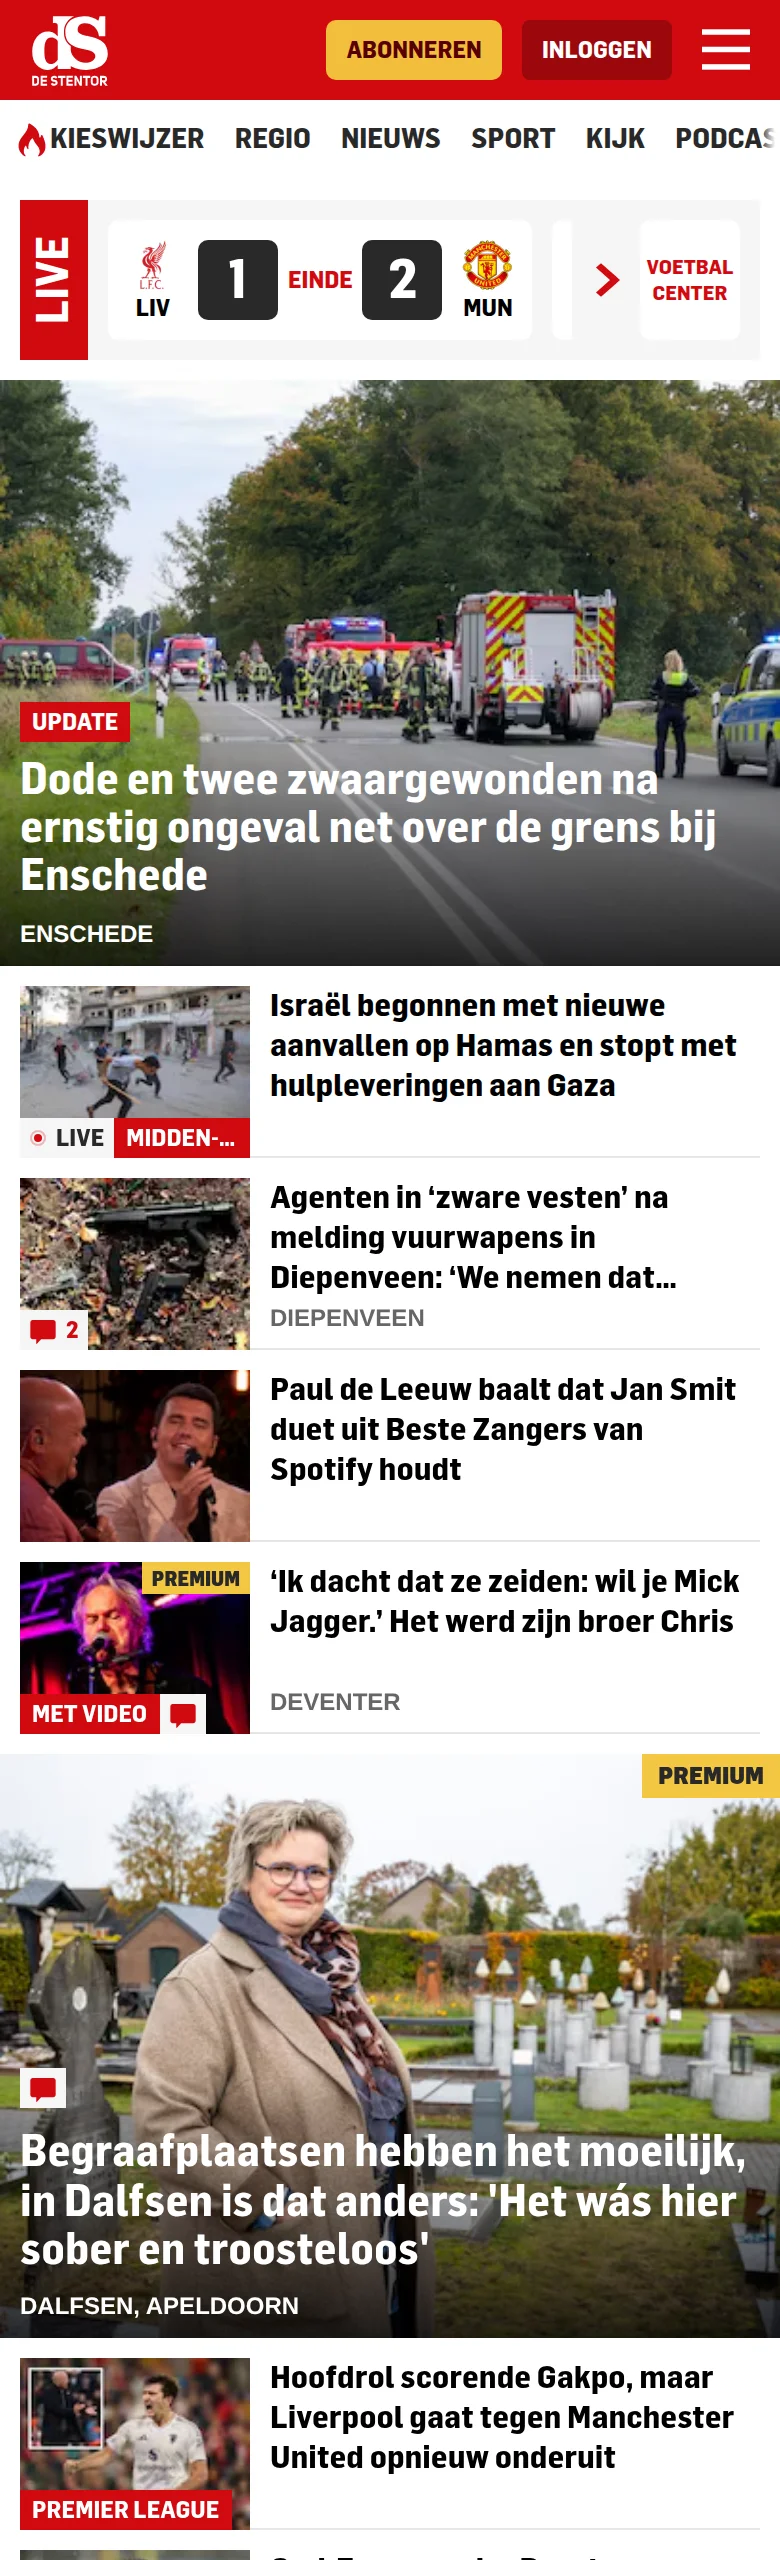 dS
DE STENTOR
ABONNEREN
INLOGGEN
KIESWIJZER REGIO NIEUWS SPORT KIJK PODCAS
LIVE
L.F.C.
LIV
1
EINDE
2
MANCHESTER
UNITED
MUN
VOETBAL
CENTER
UPDATE
Dode en twee zwaargewonden na
ernstig ongeval net over de grens bij
Enschede
ENSCHEDE
LIVE
MIDDEN-...
Israël begonnen met nieuwe
aanvallen op Hamas en stopt met
hulpleveringen aan Gaza
2
Agenten in ‘zware vesten’ na
melding vuurwapens in
Diepenveen: ‘We nemen dat...
DIEPENVEEN
Paul de Leeuw baalt dat Jan Smit
duet uit Beste Zangers van
Spotify houdt
PREMIUM
MET VIDEO
‘Ik dacht dat ze zeiden: wil je Mick
Jagger.’ Het werd zijn broer Chris
DEVENTER
PREMIUM
Begraafplaatsen hebben het moeilijk,
in Dalfsen is dat anders: 'Het wás hier
sober en troosteloos'
DALFSEN, APELDOORN
PREMIER LEAGUE
Hoofdrol scorende Gakpo, maar
Liverpool gaat tegen Manchester
United opnieuw onderuit